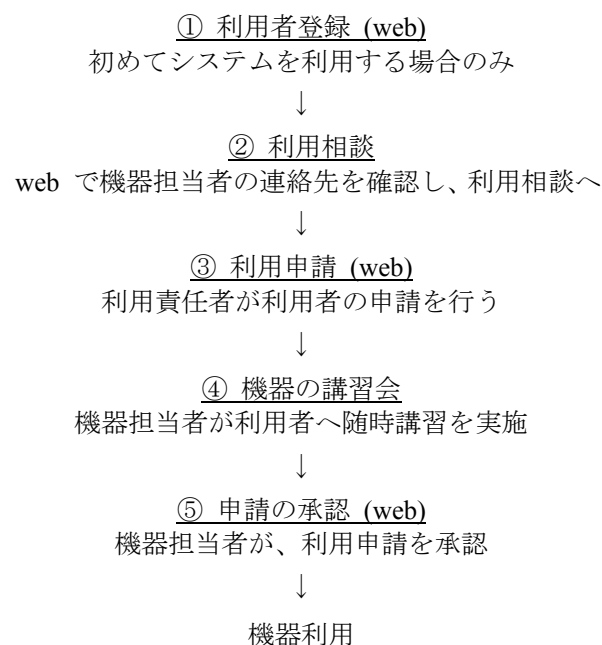 ① 利用者登録 (web)
初めてシステムを利用する場合のみ
↓
② 利用相談
web で機器担当者の連絡先を確認し、利用相談へ
↓
③ 利用申請 (web)
利用責任者が利用者の申請を行う
↓
④ 機器の講習会
機器担当者が利用者へ随時講習を実施
↓
⑤ 申請の承認 (web)
機器担当者が、利用申請を承認
↓
機器利用